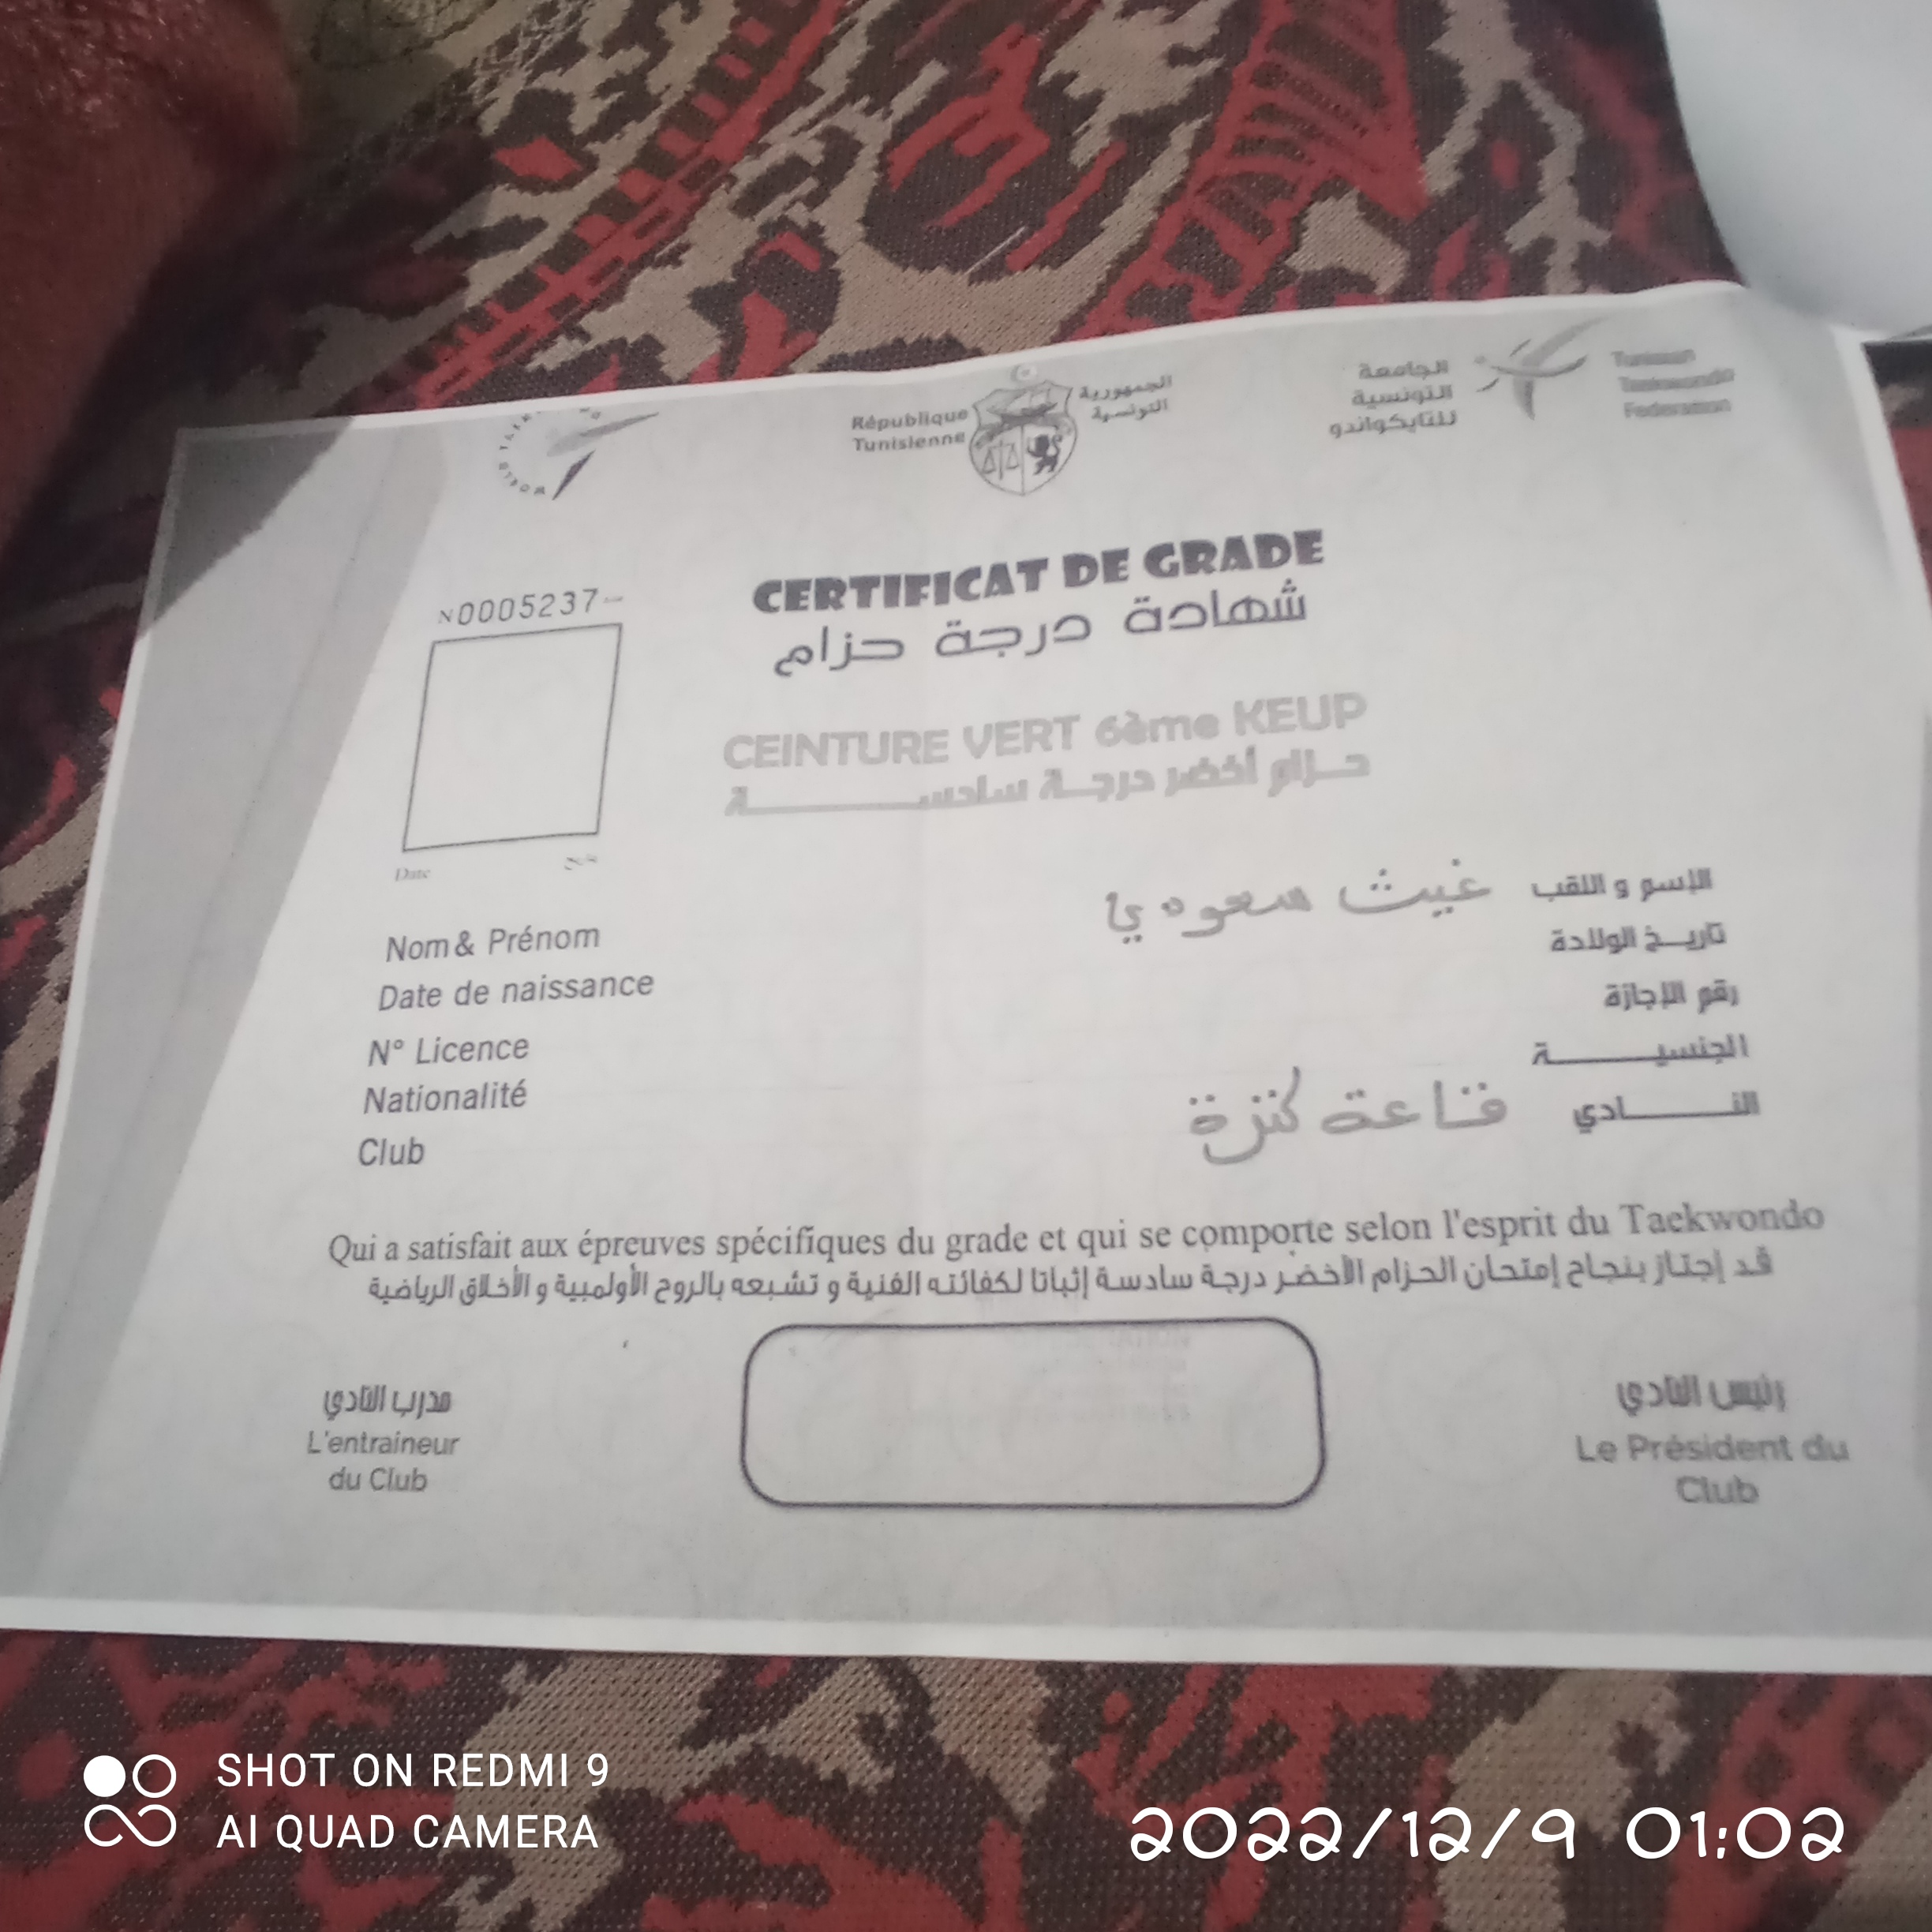 WORLD TAEK
République
Tunisienne
الجمهورية
التونسية
الجامعة
التونسية
للتايكواندو
Tunisian
Taekwondo
Federation
CERTIFICAT DE GRADE
شهادة درجة حزام
N0005237
CEINTURE VERT 6ème KEUP
حزام أخضر درجة سادسة
Date
Nom & Prénom
غيث سعودي
الإسم و اللقب
Date de naissance
تاريخ الولادة
N° Licence
رقم الإجازة
Nationalité
الجنسية
Club
قاعة كنزة
النادي
Qui a satisfait aux épreuves spécifiques du grade et qui se comporte selon l'esprit du Taekwondo
قد إجتاز بنجاح إمتحان الحزام الأخضر درجة سادسة إثباتا لكفائته الفنية و تشبعه بالروح الأولمبية و الأخلاق الرياضية
مدرب النادي
L'entraineur
du Club
رئيس النادي
Le Président du
Club
SHOT ON REDMI 9
AI QUAD CAMERA
2022/12/9 01:02